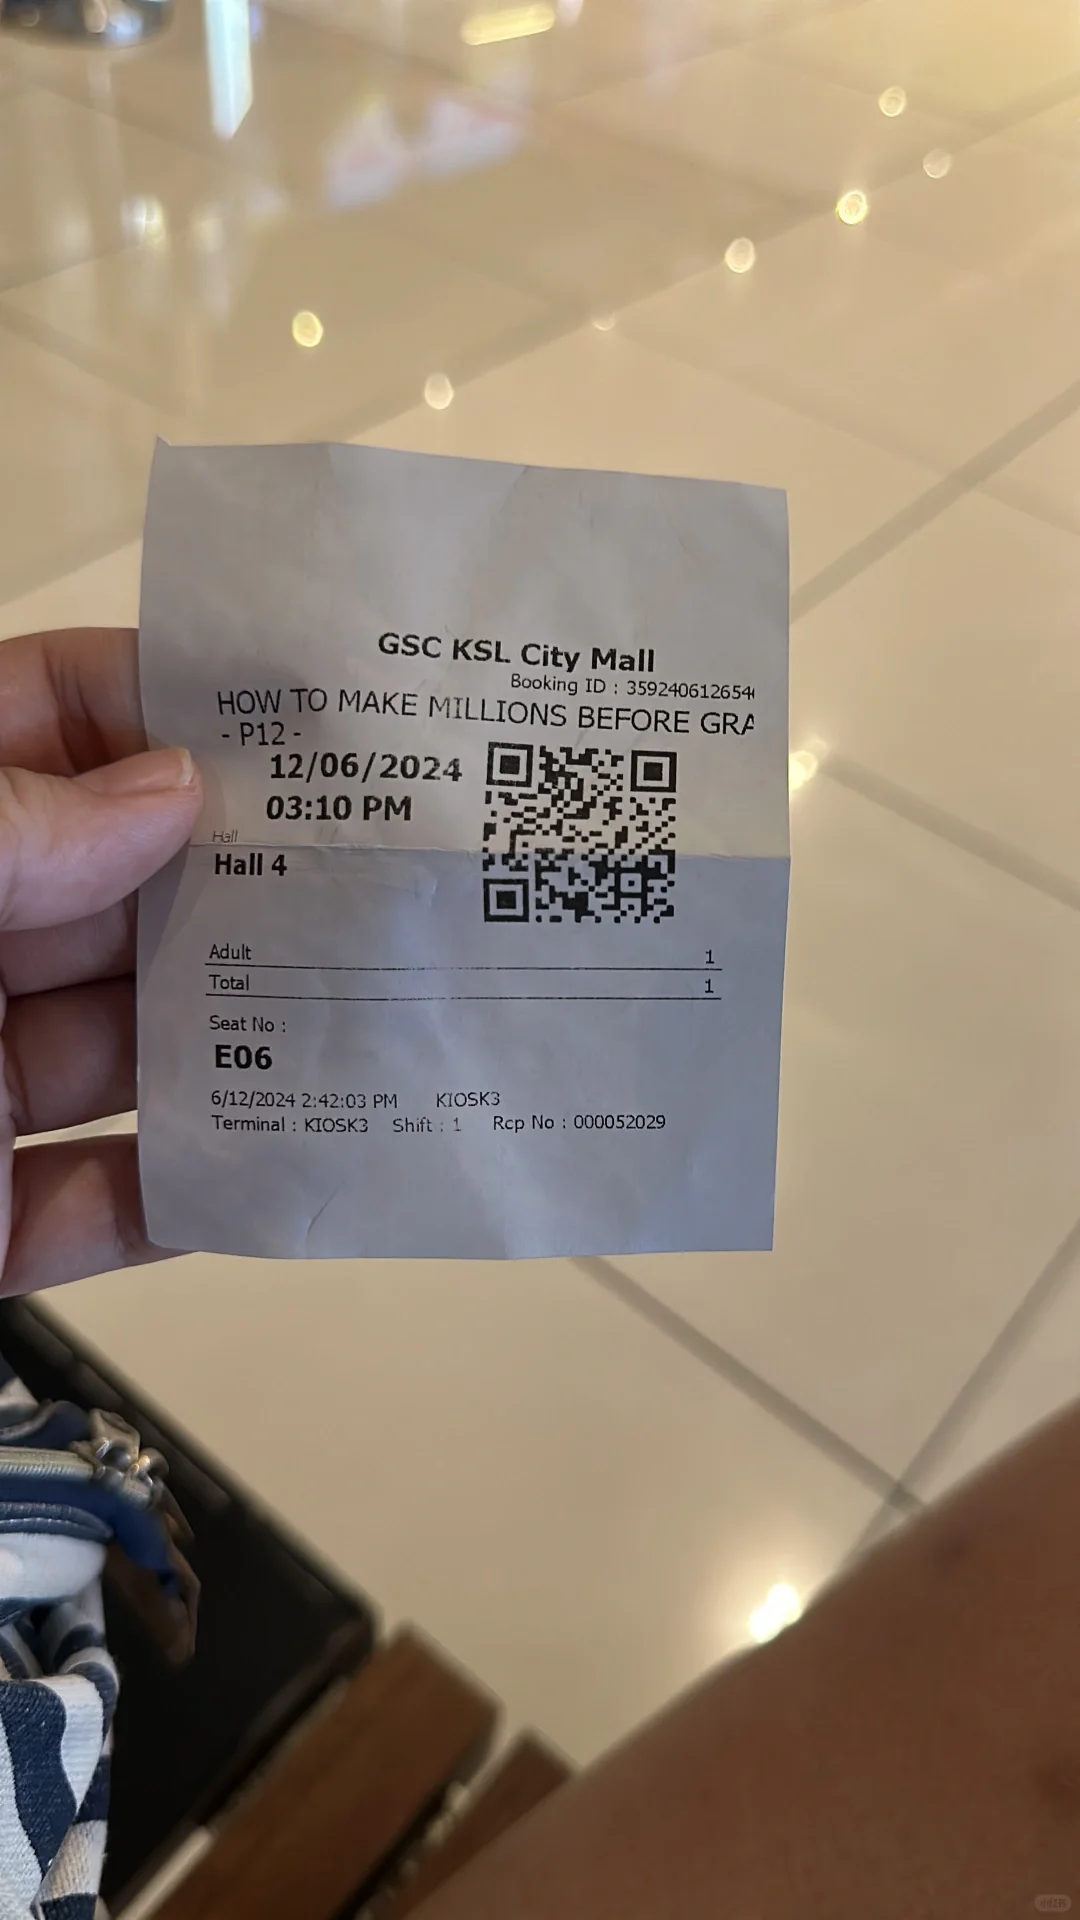 GSC KSL City Mall
Booking ID : 35924061265
HOW TO MAKE MILLIONS BEFORE GRA
- P12 -
12/06/2024
03:10 PM
Hall
Hall 4
Adult 1
Total 1
Seat No :
E06
6/12/2024 2:42:03 PM KIOSK3
Terminal : KIOSK3 Shift : 1 Rcp No : 000052029